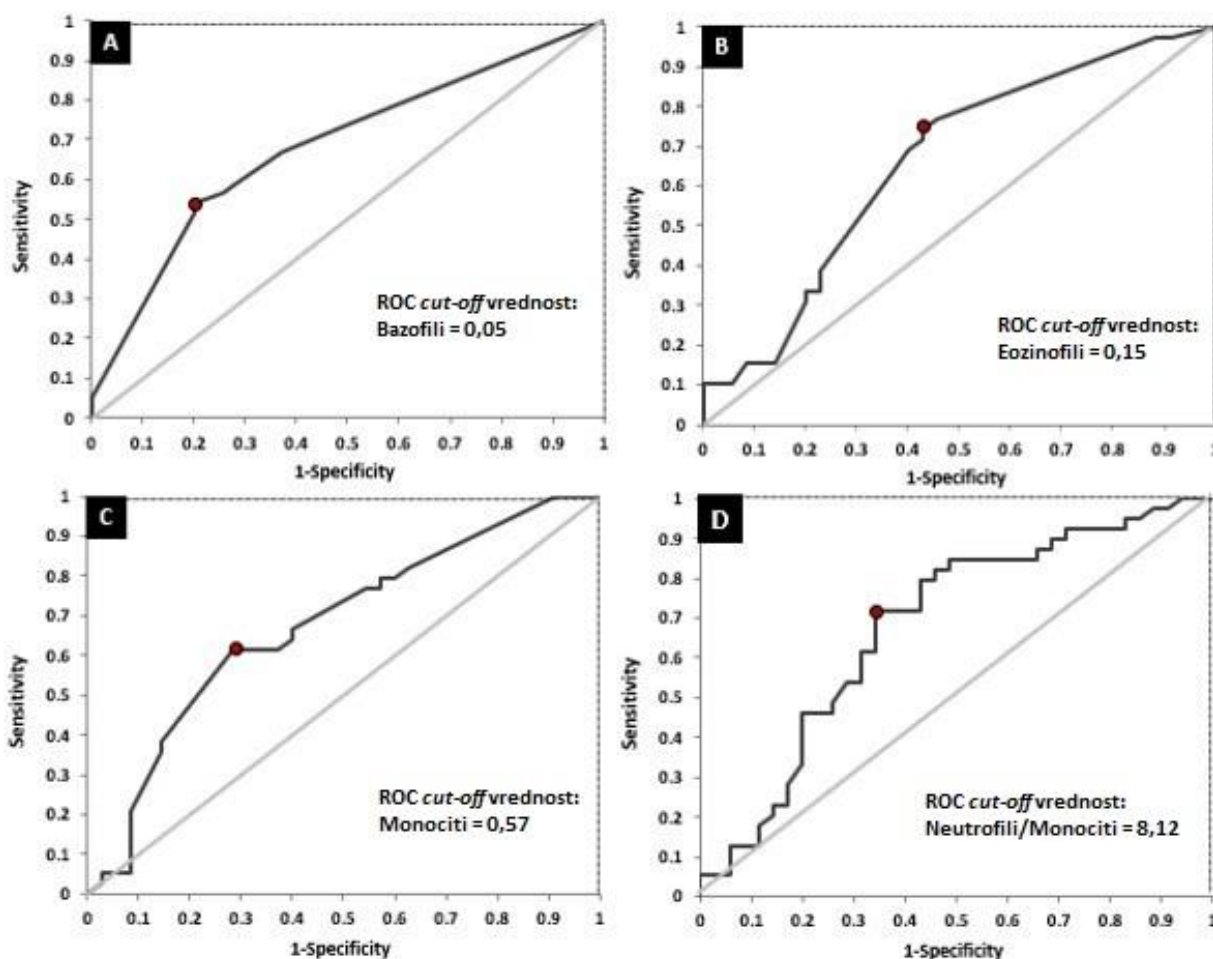 A
1
0.9
0.8
0.7
0.6
0.5
0.4
0.3
0.2
0.1
0
Sensitivity
ROC cut-off vrednost:
Bazofili = 0,05
0 0.1 0.2 0.3 0.4 0.5 0.6 0.7 0.8 0.9 1
1-Specificity
B
1
0.9
0.8
0.7
0.6
0.5
0.4
0.3
0.2
0.1
0
Sensitivity
ROC cut-off vrednost:
Eozinofili = 0,15
0 0.1 0.2 0.3 0.4 0.5 0.6 0.7 0.8 0.9 1
1-Specificity
C
1
0.9
0.8
0.7
0.6
0.5
0.4
0.3
0.2
0.1
0
Sensitivity
ROC cut-off vrednost:
Monociti = 0,57
0 0.1 0.2 0.3 0.4 0.5 0.6 0.7 0.8 0.9 1
1-Specificity
D
1
0.9
0.8
0.7
0.6
0.5
0.4
0.3
0.2
0.1
0
Sensitivity
ROC cut-off vrednost:
Neutrofili/Monociti = 8,12
0 0.1 0.2 0.3 0.4 0.5 0.6 0.7 0.8 0.9 1
1-Specificity